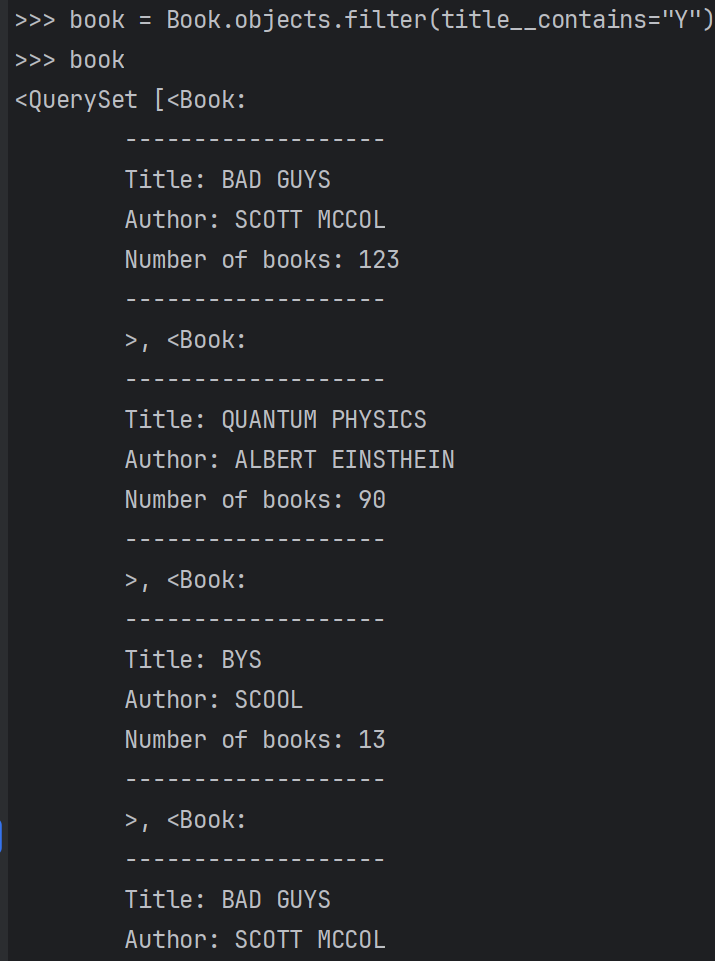 >>> book = Book.objects.filter(title__contains="Y")
>>> book
<QuerySet [<Book:
-------------------
Title: BAD GUYS
Author: SCOTT MCCOL
Number of books: 123
-------------------
>, <Book:
-------------------
Title: QUANTUM PHYSICS
Author: ALBERT EINSTHEIN
Number of books: 90
-------------------
>, <Book:
-------------------
Title: BYS
Author: SCOOL
Number of books: 13
-------------------
>, <Book:
-------------------
Title: BAD GUYS
Author: SCOTT MCCOL